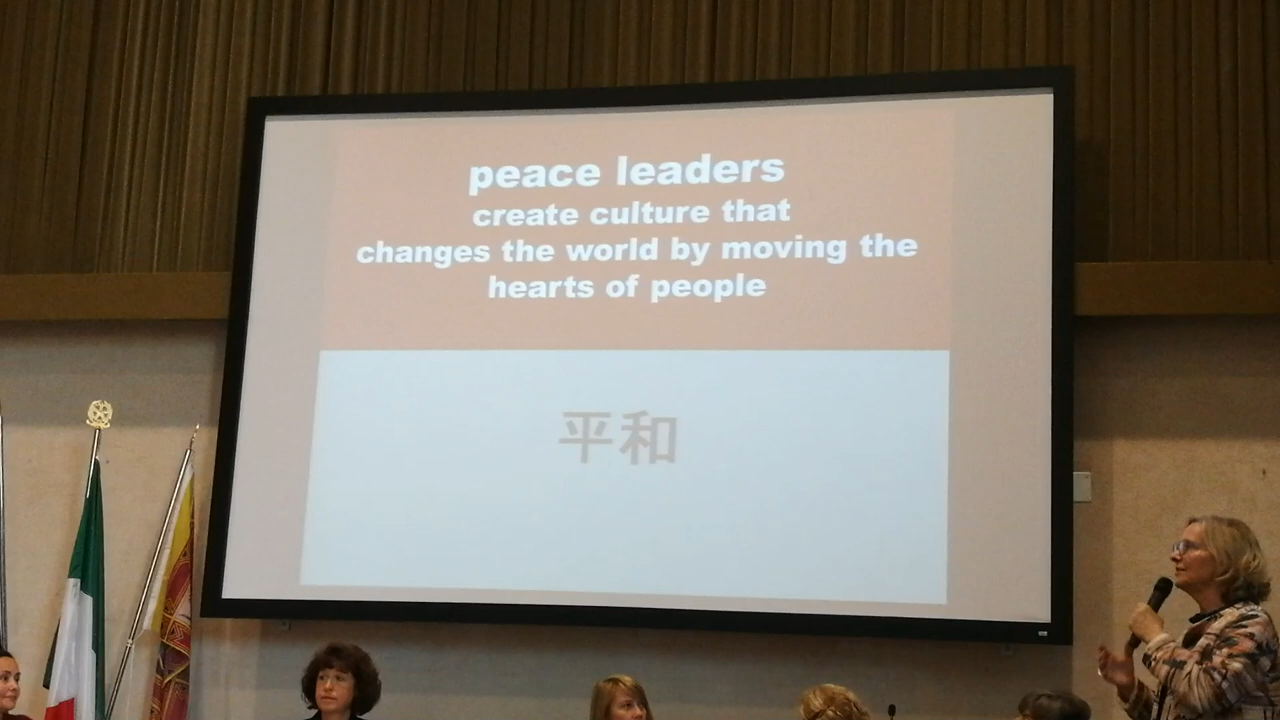 peace leaders
create culture that
changes the world by moving the
hearts of people
平和